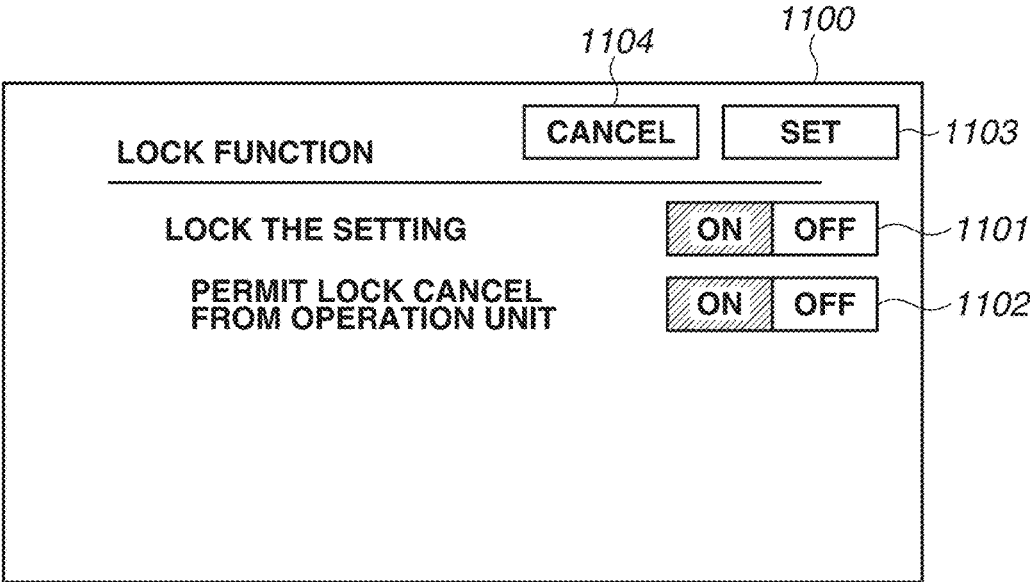 1100
1104
CANCEL
SET
1103
LOCK FUNCTION
LOCK THE SETTING
ON
OFF
1101
PERMIT LOCK CANCEL
FROM OPERATION UNIT
ON
OFF
1102